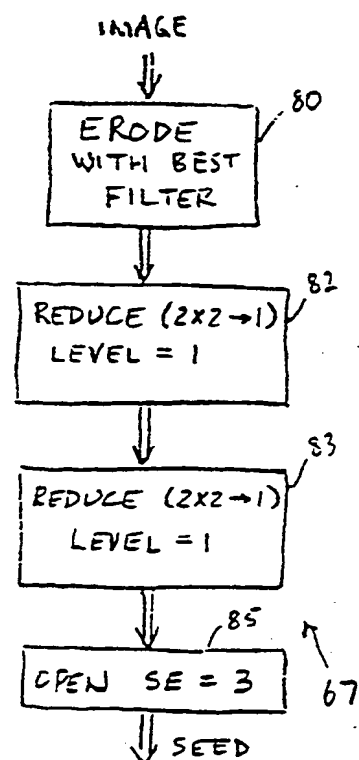 IMAGE
80
ERODE
WITH BEST
FILTER
82
REDUCE (2X2→1)
LEVEL = 1
83
REDUCE (2X2→1)
LEVEL = 1
85
OPEN SE = 3
67
SEED